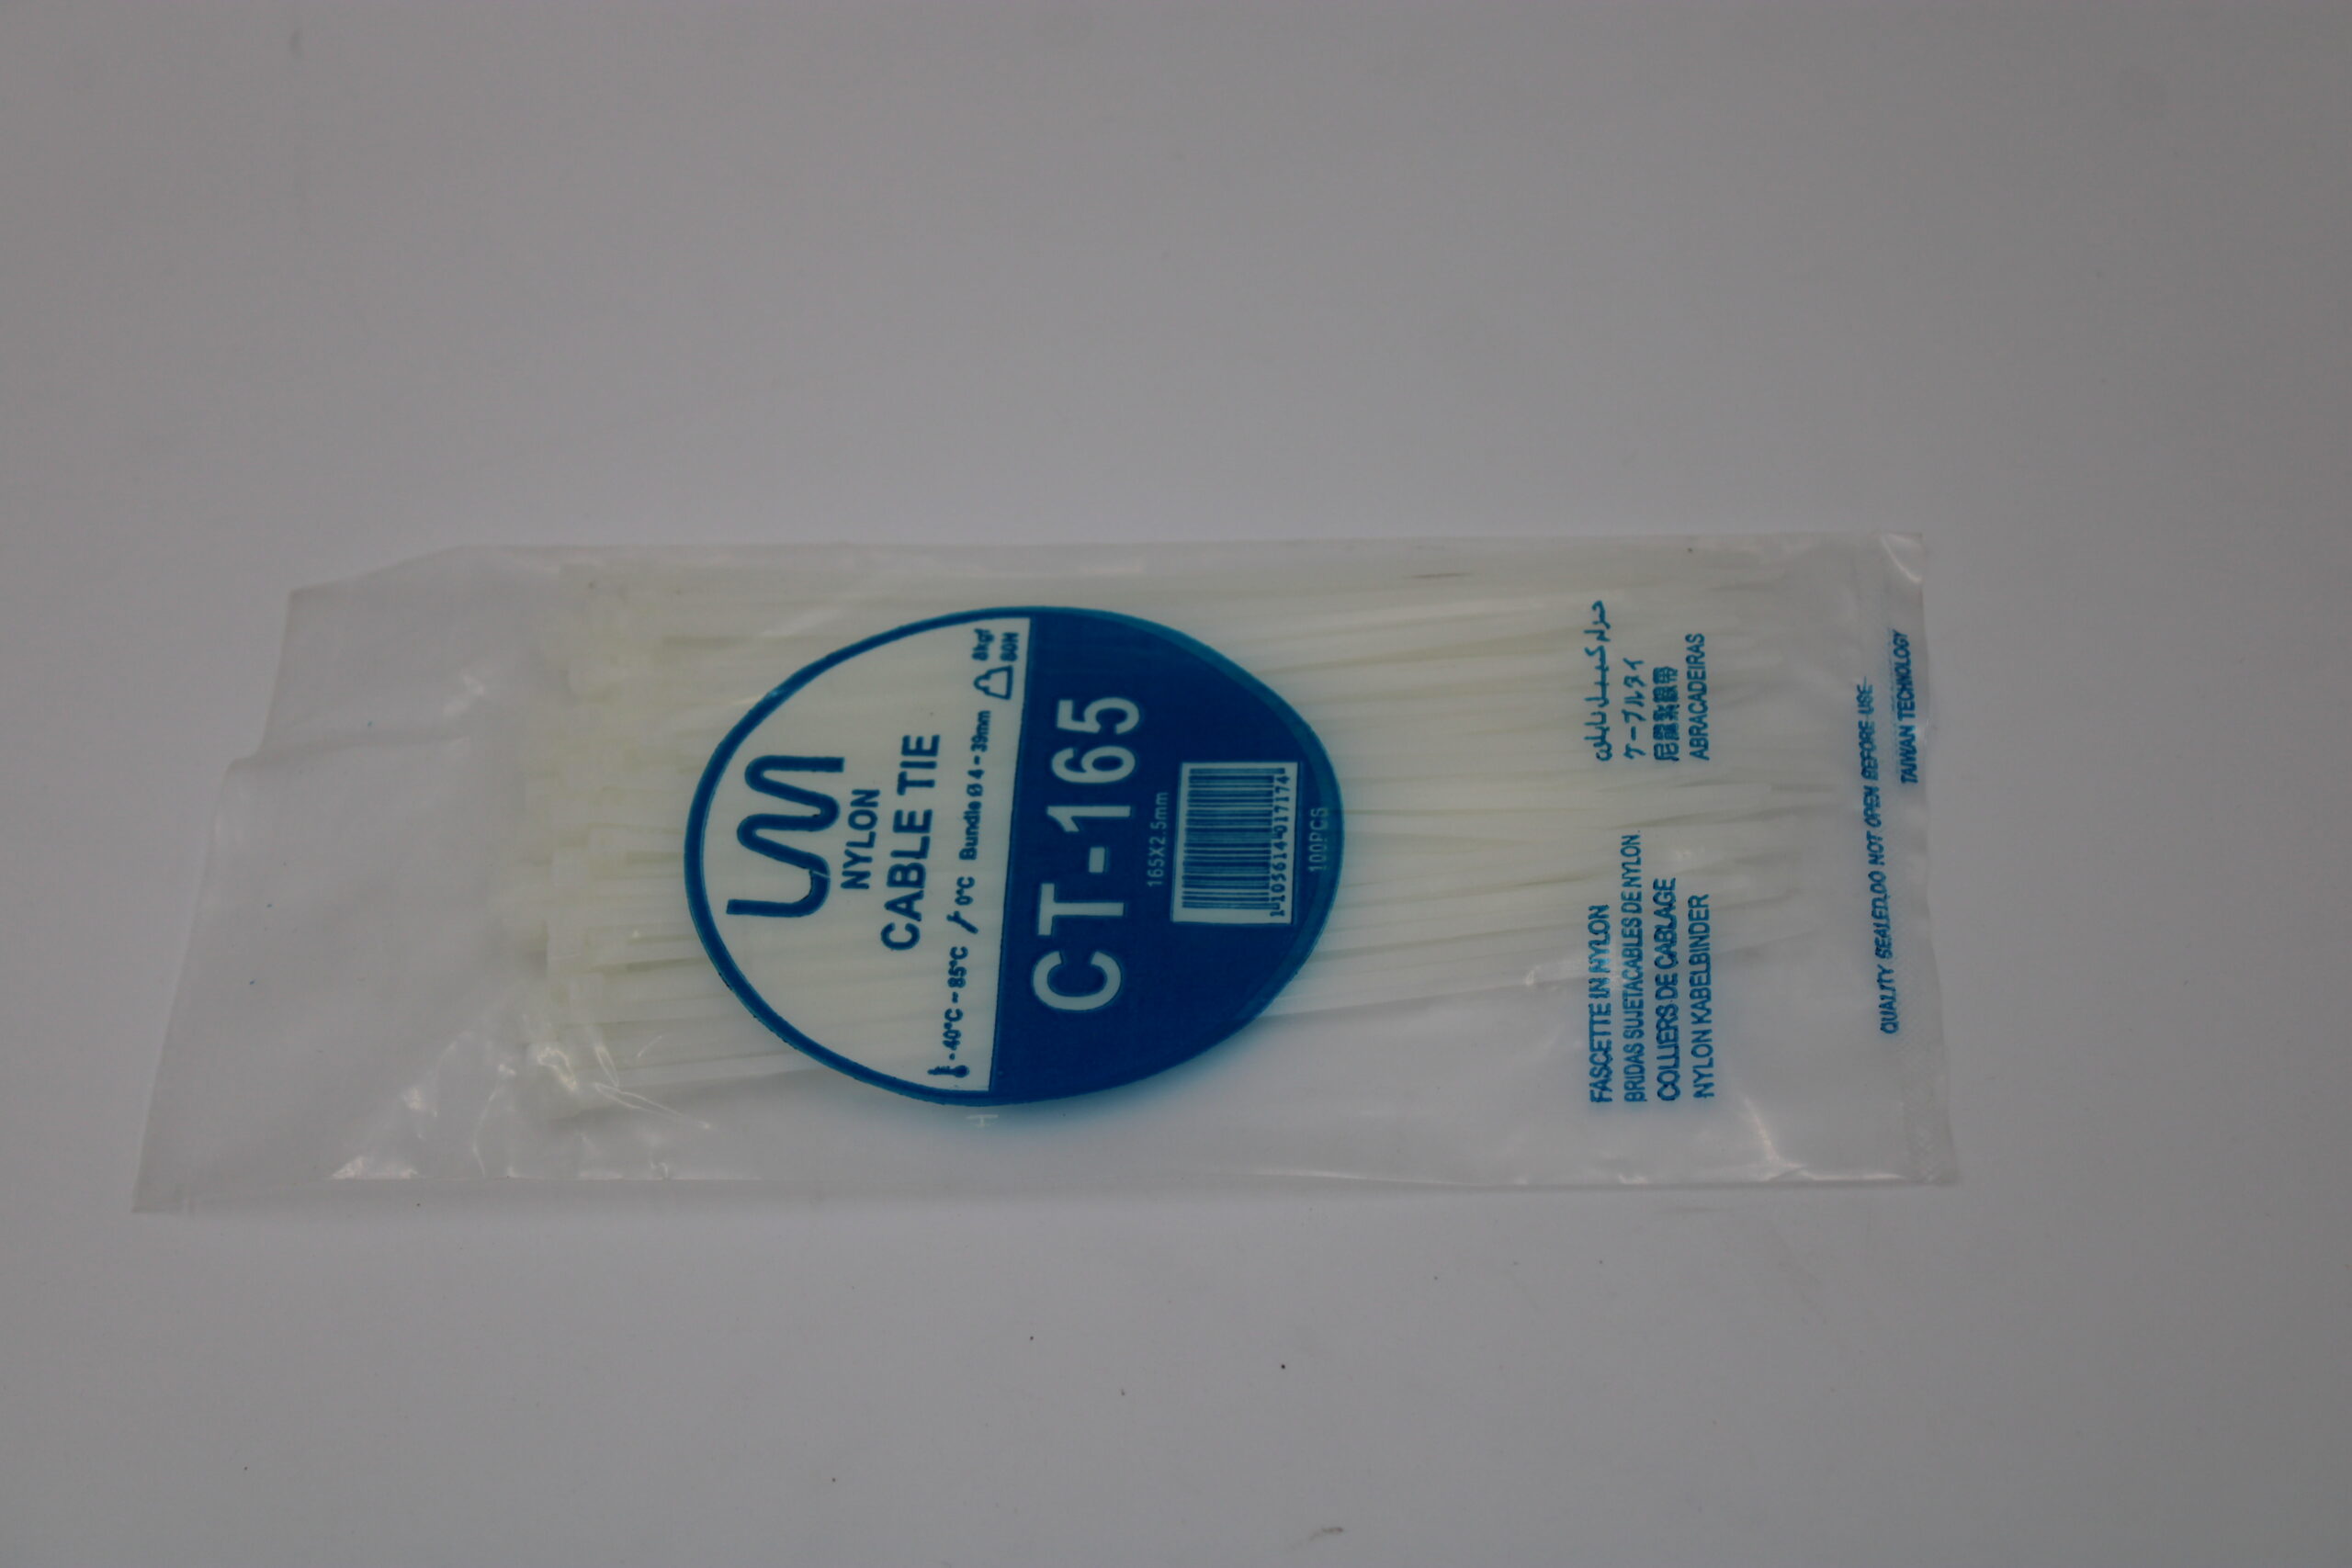 NYLON
CABLE TIE
-40°C-85°C / 0°C Bundle Ø 4-39mm 8kgf
80N
CT-165
165X2.5mm
1103614017174
100PCS
FASCETTE IN NYLON
BRIDAS SUJETACABLES DE NYLON
COLLIERS DE CABLAGE
NYLON KABELBINDER
حزام كيبل نايلون
ケーブルタイ
尼龍紮線帶
ABRACADEIRAS
QUALITY SEALED,DO NOT OPEN BEFORE USE
TAIWAN TECHNOLOGY